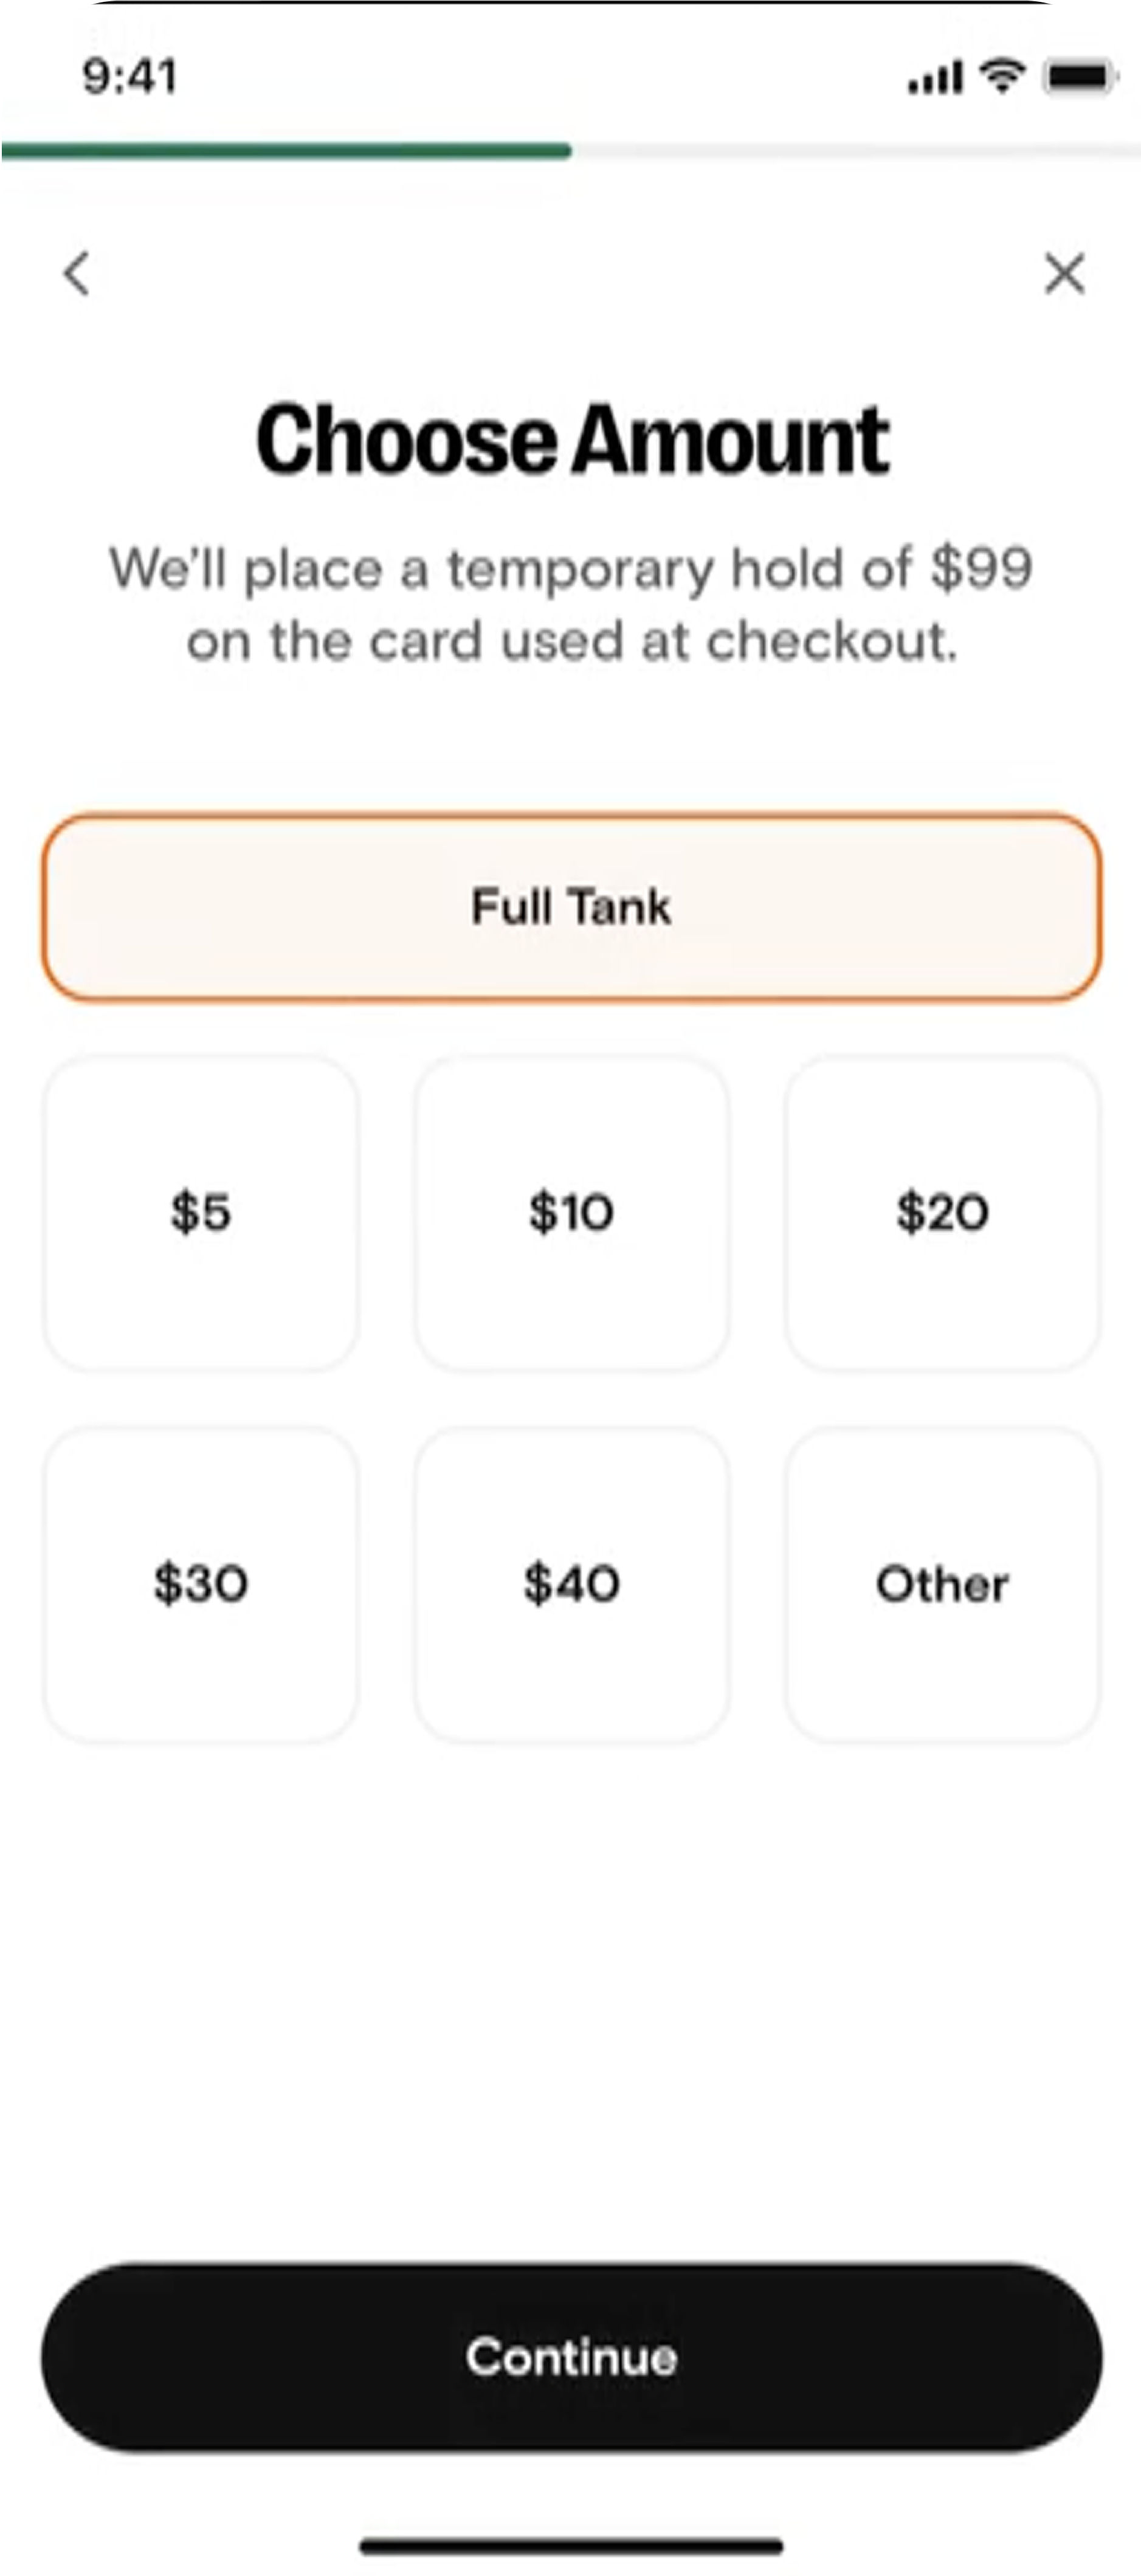 9:41
Choose Amount
We'll place a temporary hold of $99
on the card used at checkout.
Full Tank
$5
$10
$20
$30
$40
Other
Continue